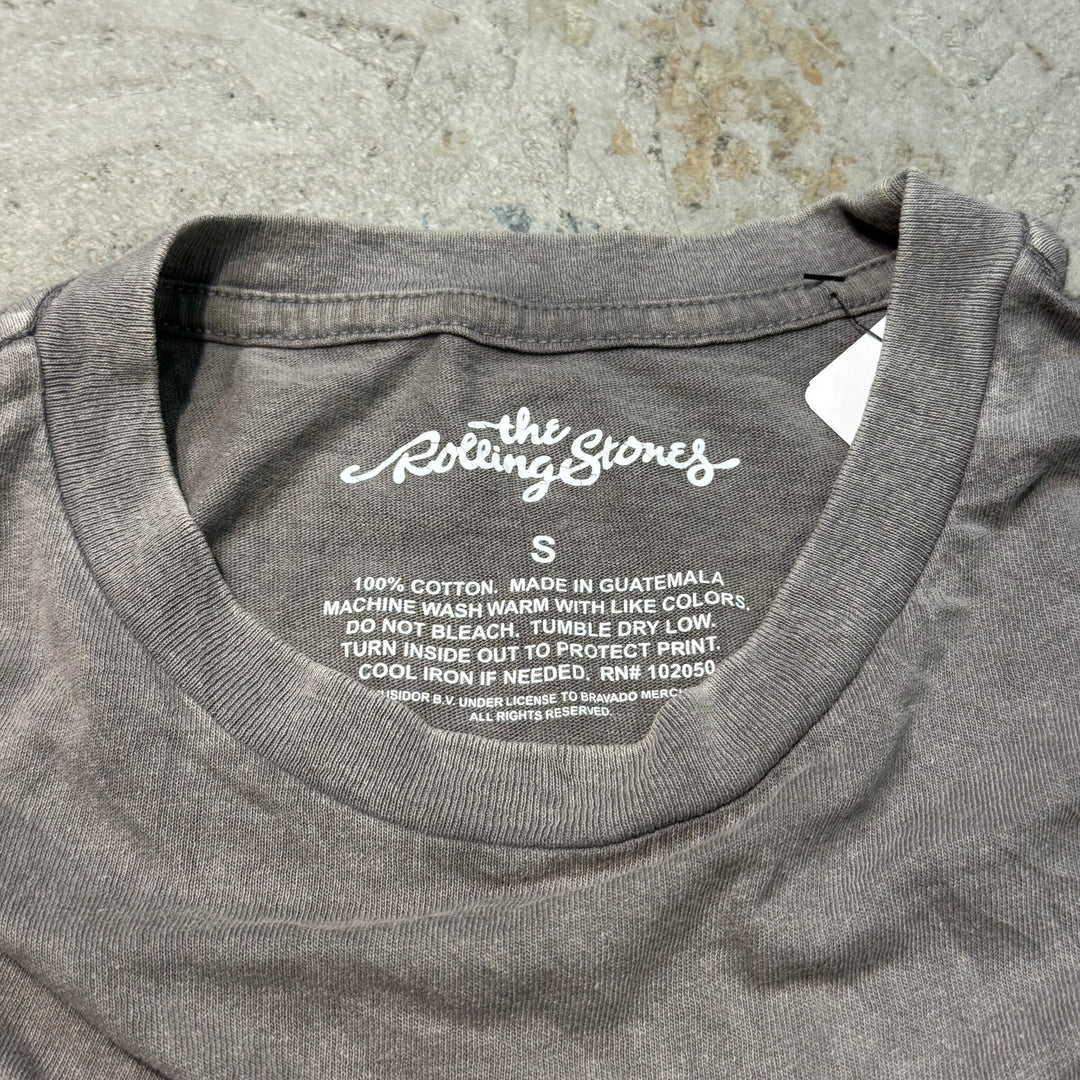 the
Rolling Stones
S
100% COTTON. MADE IN GUATEMALA
MACHINE WASH WARM WITH LIKE COLORS.
DO NOT BLEACH. TUMBLE DRY LOW.
TURN INSIDE OUT TO PROTECT PRINT.
COOL IRON IF NEEDED. RN# 102050
B.V. UNDER LICENSE TO BRAVADO
ALL RIGHTS RESERVED.